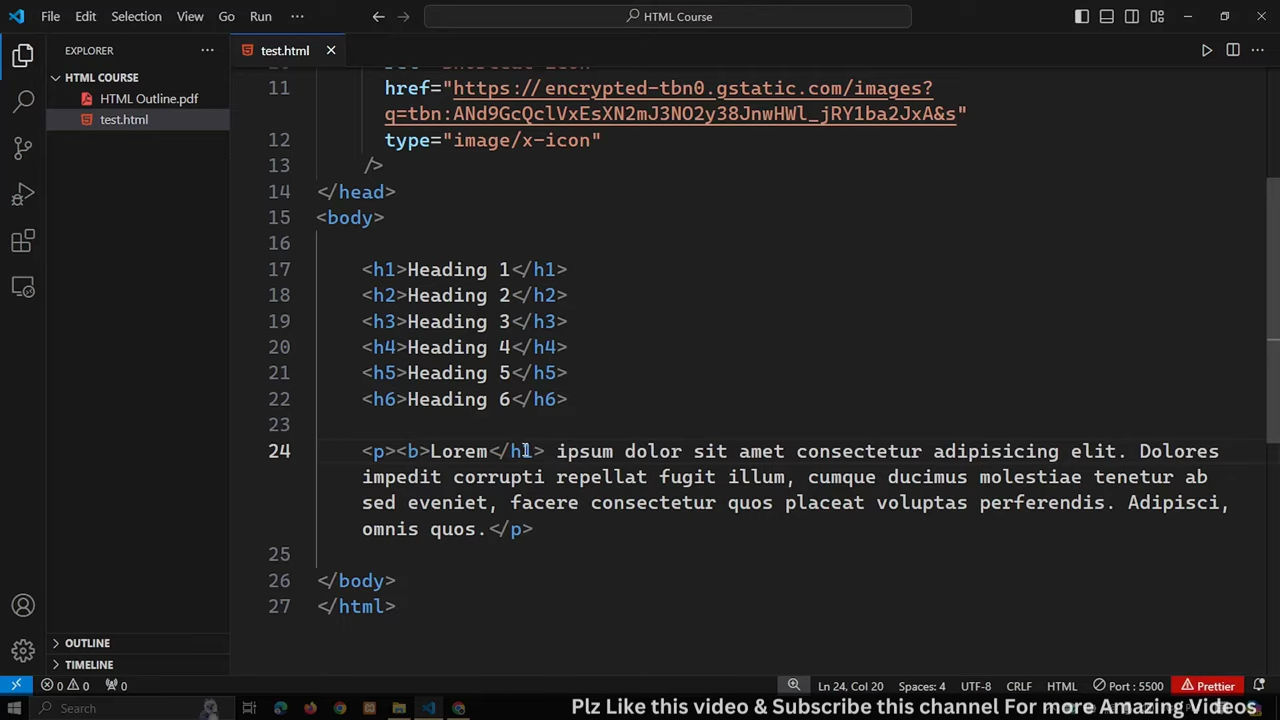 File Edit Selection View Go Run ··· HTML Course
EXPLORER ··· test.html
HTML COURSE
HTML Outline.pdf
test.html
11 href="https://encrypted-tbn0.gstatic.com/images?
q=tbn:ANd9GcQclVxEsXN2mJ3NO2y38JnwHWl_jRY1ba2JxA&s"
12 type="image/x-icon"
13 />
14 </head>
15 <body>
16
17 <h1>Heading 1</h1>
18 <h2>Heading 2</h2>
19 <h3>Heading 3</h3>
20 <h4>Heading 4</h4>
21 <h5>Heading 5</h5>
22 <h6>Heading 6</h6>
23
24 <p><b>Lorem</h1> ipsum dolor sit amet consectetur adipisicing elit. Dolores
impedit corrupti repellat fugit illum, cumque ducimus molestiae tenetur ab
sed eveniet, facere consectetur quos placeat voluptas perferendis. Adipisci,
omnis quos.</p>
25
26 </body>
27 </html>
OUTLINE
TIMELINE
0 0 0 Ln 24, Col 20 Spaces: 4 UTF-8 CRLF HTML Port : 5500 Prettier
Search
Plz Like this video & Subscribe this channel For more Amazing Videos